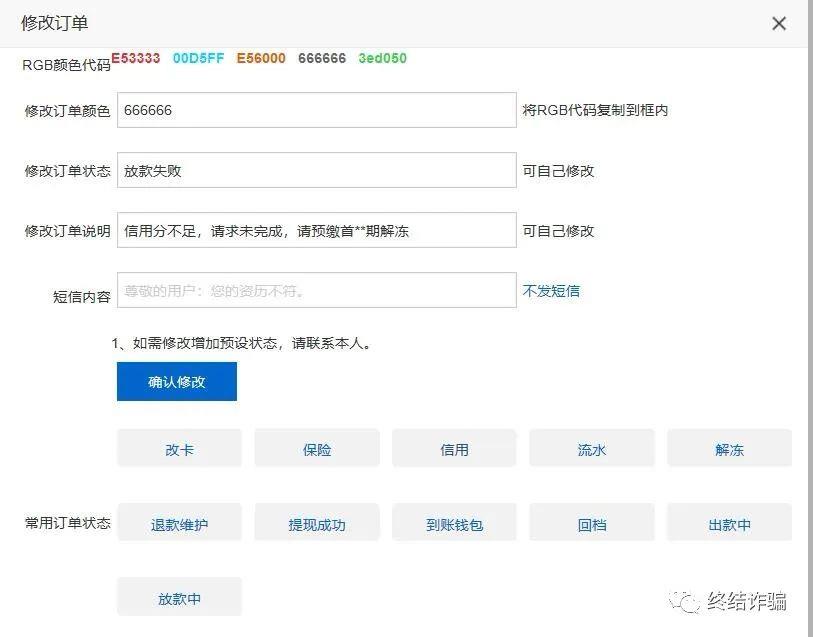 修改订单
RGB颜色代码 E53333 00D5FF E56000 666666 3ed050
修改订单颜色 666666 将RGB代码复制到框内
修改订单状态 放款失败 可自己修改
修改订单说明 信用分不足，请求未完成，请预缴首**期解冻 可自己修改
短信内容 尊敬的用户：您的资历不符。 不发短信
1、如需修改增加预设状态，请联系本人。
确认修改
改卡 保险 信用 流水 解冻
常用订单状态 退款维护 提现成功 到账钱包 回档 出款中
放款中
终结诈骗